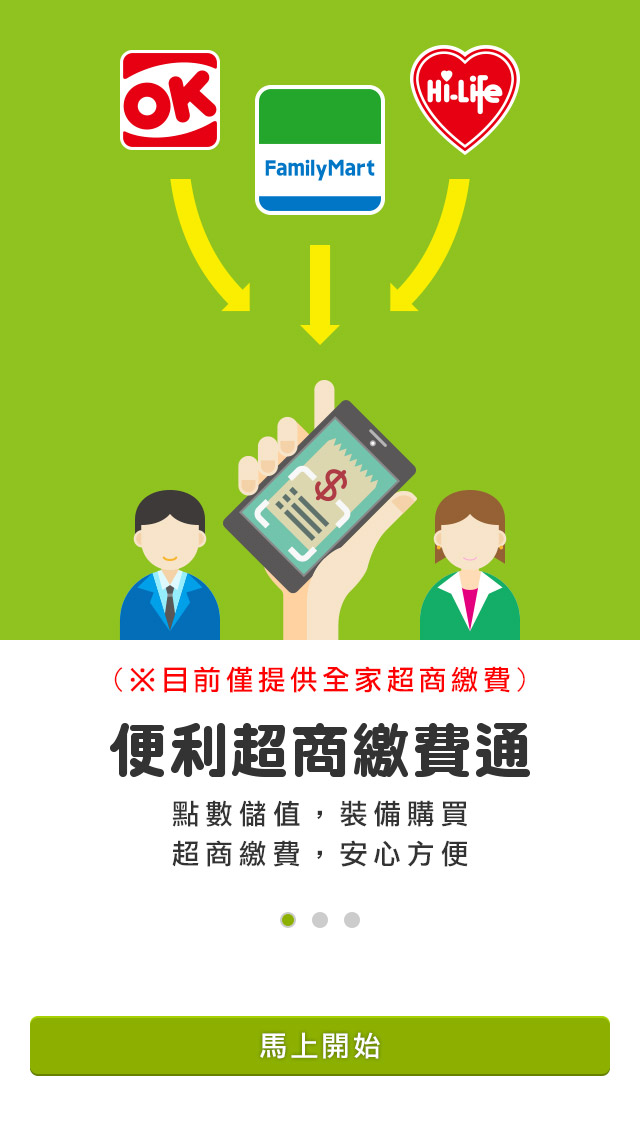 OK
FamilyMart
Hi-Life
$
（※目前僅提供全家超商繳費）
便利超商繳費通
點數儲值，裝備購買
超商繳費，安心方便
馬上開始